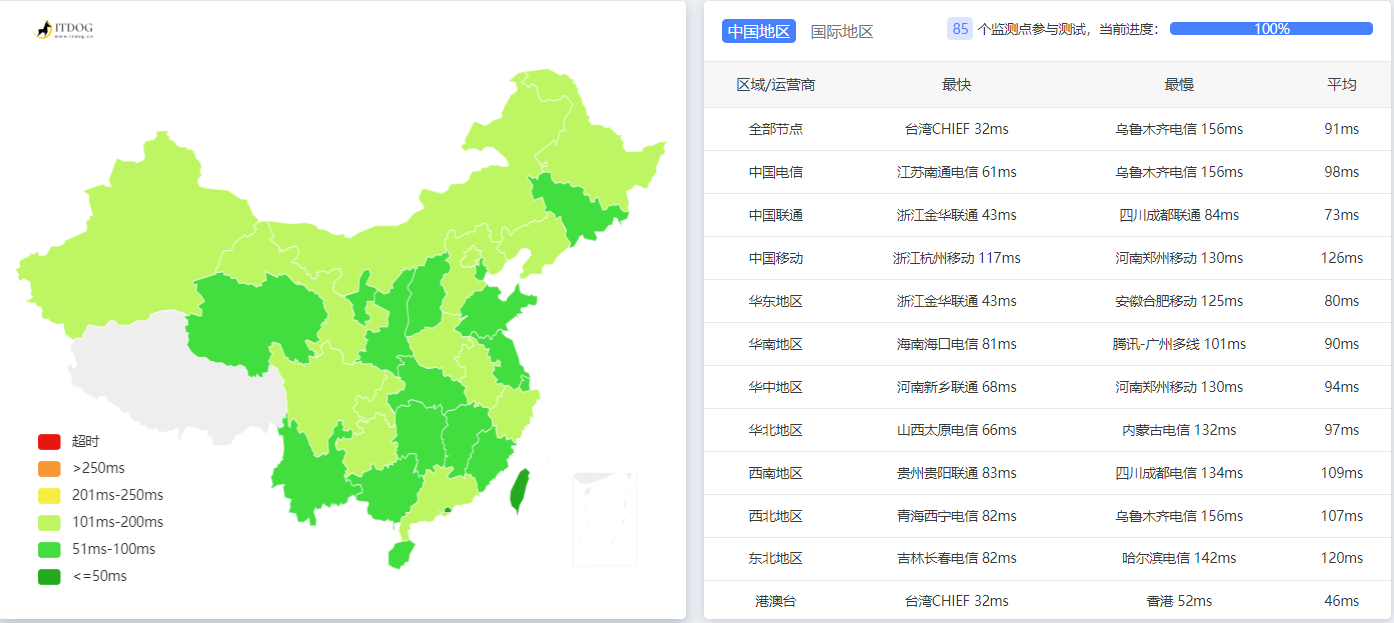 ITDOG
www.itdog.cn
超时
>250ms
201ms-250ms
101ms-200ms
51ms-100ms
<=50ms
中国地区 国际地区 85 个监测点参与测试，当前进度： 100%
区域/运营商 最快 最慢 平均
全部节点 台湾CHIEF 32ms 乌鲁木齐电信 156ms 91ms
中国电信 江苏南通电信 61ms 乌鲁木齐电信 156ms 98ms
中国联通 浙江金华联通 43ms 四川成都联通 84ms 73ms
中国移动 浙江杭州移动 117ms 河南郑州移动 130ms 126ms
华东地区 浙江金华联通 43ms 安徽合肥移动 125ms 80ms
华南地区 海南海口电信 81ms 腾讯-广州多线 101ms 90ms
华中地区 河南新乡联通 68ms 河南郑州移动 130ms 94ms
华北地区 山西太原电信 66ms 内蒙古电信 132ms 97ms
西南地区 贵州贵阳联通 83ms 四川成都电信 134ms 109ms
西北地区 青海西宁电信 82ms 乌鲁木齐电信 156ms 107ms
东北地区 吉林长春电信 82ms 哈尔滨电信 142ms 120ms
港澳台 台湾CHIEF 32ms 香港 52ms 46ms